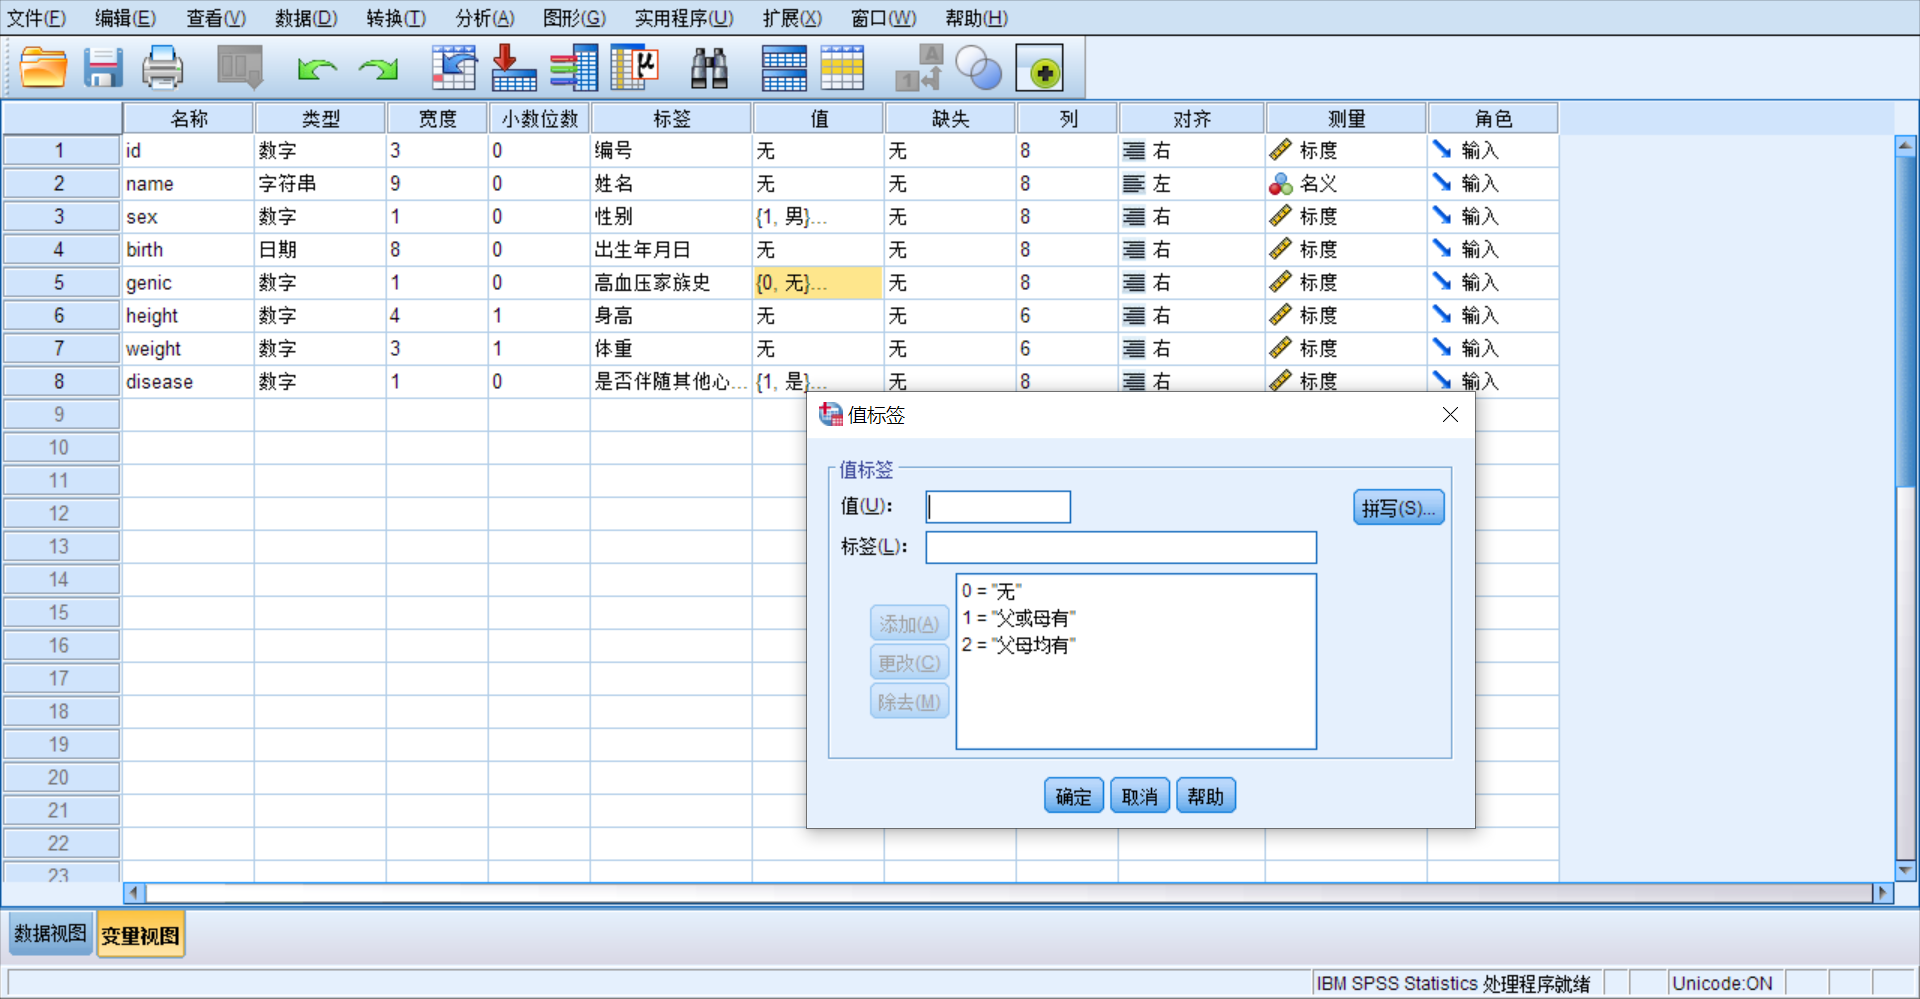 文件(F) 编辑(E) 查看(V) 数据(D) 转换(T) 分析(A) 图形(G) 实用程序(U) 扩展(X) 窗口(W) 帮助(H)
名称 类型 宽度 小数位数 标签 值 缺失 列 对齐 测量 角色
1 id 数字 3 0 编号 无 无 8 右 标度 输入
2 name 字符串 9 0 姓名 无 无 8 左 名义 输入
3 sex 数字 1 0 性别 {1, 男}... 无 8 右 标度 输入
4 birth 日期 8 0 出生年月日 无 无 8 右 标度 输入
5 genic 数字 1 0 高血压家族史 {0, 无}... 无 8 右 标度 输入
6 height 数字 4 1 身高 无 无 6 右 标度 输入
7 weight 数字 3 1 体重 无 无 6 右 标度 输入
8 disease 数字 1 0 是否伴随其他心... {1, 是}... 无 8 右 标度 输入
9
10
11
12
13
14
15
16
17
18
19
20
21
22
23
值标签
值标签
值(U)：
拼写(S)...
标签(L)：
0 = "无"
1 = "父或母有"
2 = "父母均有"
添加(A)
更改(C)
除去(M)
确定 取消 帮助
数据视图 变量视图
IBM SPSS Statistics 处理程序就绪 Unicode:ON